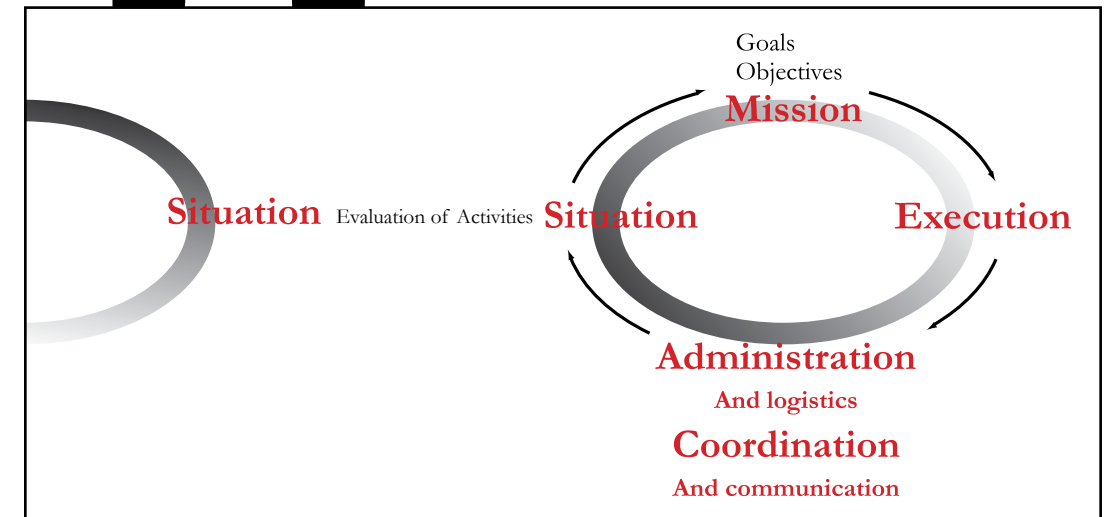 Goals
Objectives
Mission
Situation Evaluation of Activities Situation Execution
Administration
And logistics
Coordination
And communication